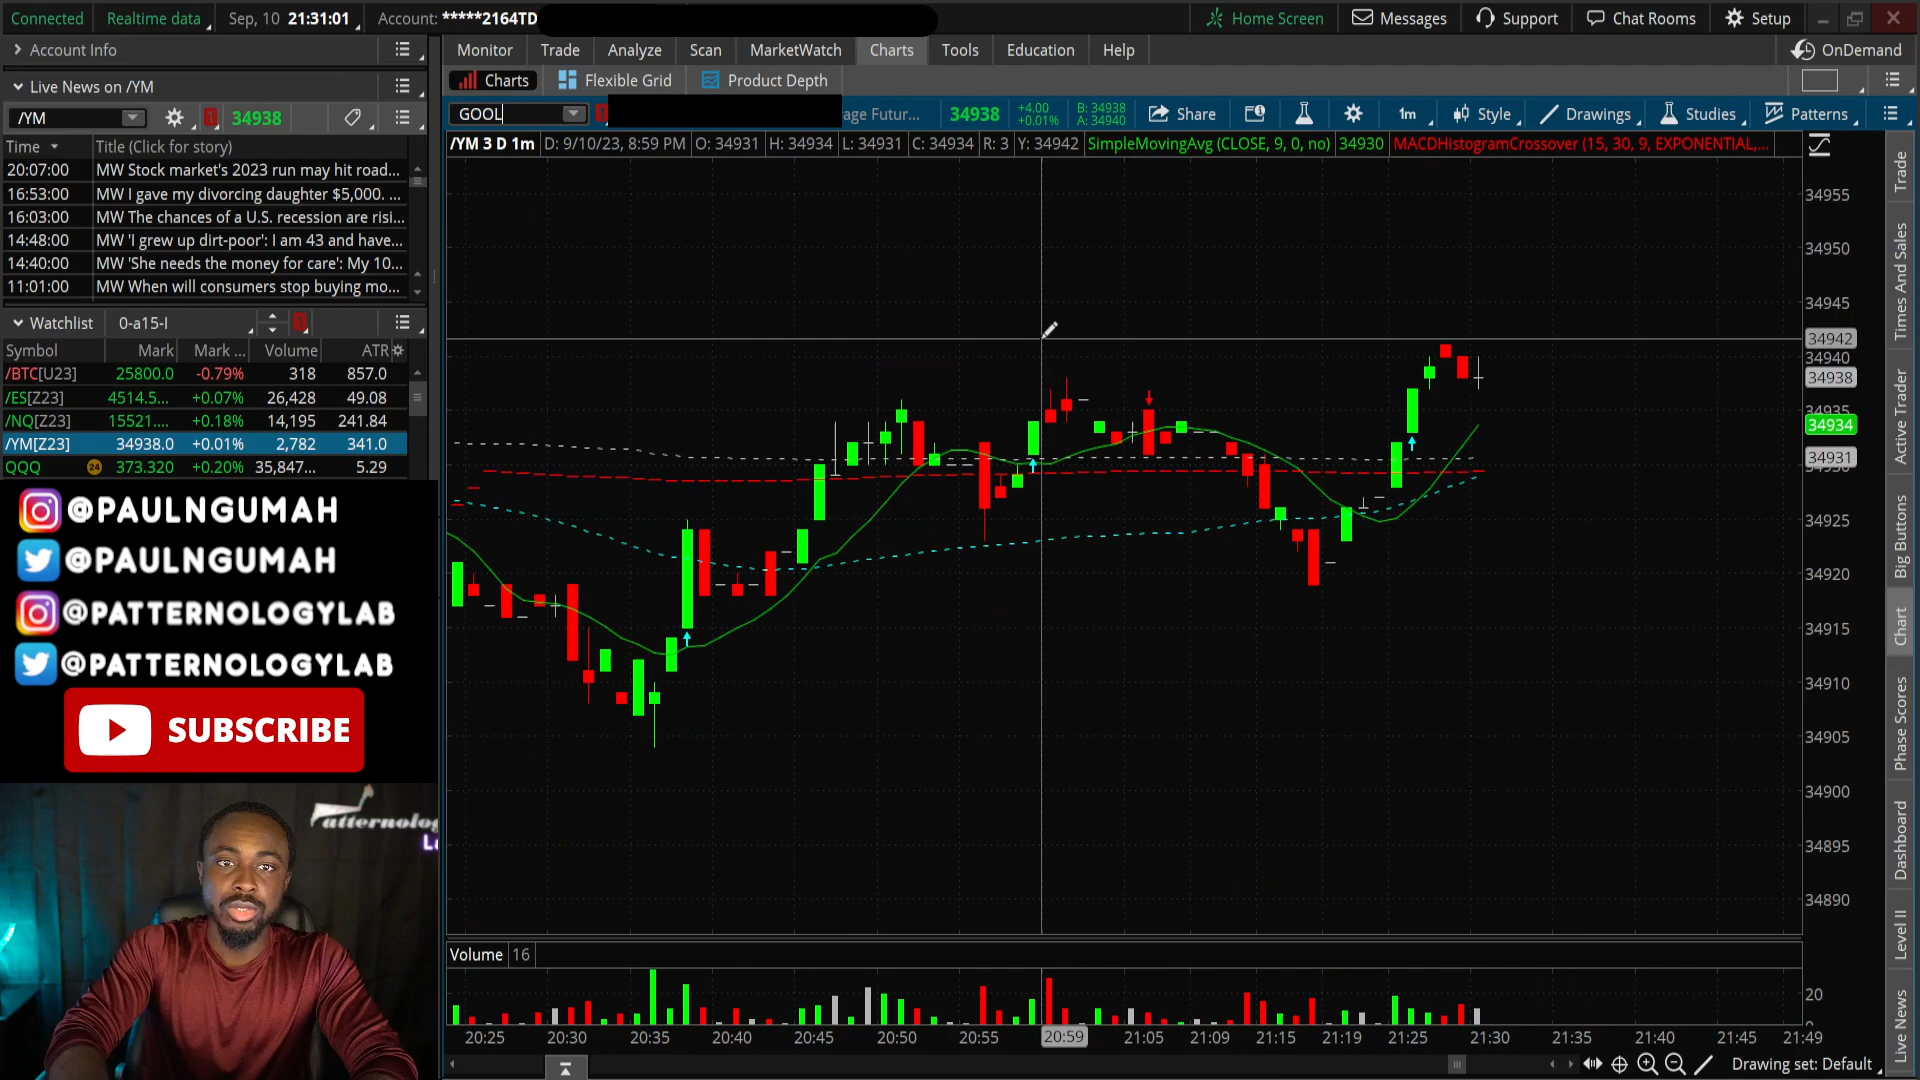 Connected Realtime data Sep, 10 21:31:01 Account: *****2164TD Home Screen Messages Support Chat Rooms Setup
Account Info Monitor Trade Analyze Scan MarketWatch Charts Tools Education Help OnDemand
Live News on /YM Charts Flexible Grid Product Depth
/YM 34938 GOOL Futur... 34938 +4.00 +0.01% B: 34938 A: 34940 Share 1m Style Drawings Studies Patterns
/YM 3 D 1m D: 9/10/23, 8:59 PM O: 34931 H: 34934 L: 34931 C: 34934 R: 3 Y: 34942 SimpleMovingAvg (CLOSE, 9, 0, no) 34930 MACDHistogramCrossover (15, 30, 9, EXPONENTIAL,...
Time Title (Click for story)
20:07:00 MW Stock market's 2023 run may hit road...
16:53:00 MW I gave my divorcing daughter $5,000. ...
16:03:00 MW The chances of a U.S. recession are risi...
14:48:00 MW 'I grew up dirt-poor': I am 43 and have...
14:40:00 MW 'She needs the money for care': My 10...
11:01:00 MW When will consumers stop buying mo...
Watchlist 0-a15-I
Symbol Mark Mark ... Volume ATR
/BTC[U23] 25800.0 -0.79% 318 857.0
/ES[Z23] 4514.5... +0.07% 26,428 49.08
/NQ[Z23] 15521.... +0.18% 14,195 241.84
/YM[Z23] 34938.0 +0.01% 2,782 341.0
QQQ 24 373.320 +0.20% 35,847... 5.29
@PAULNGUMAH
@PAULNGUMAH
@PATTERNOLOGYLAB
@PATTERNOLOGYLAB
SUBSCRIBE
34955
34950
34945
34942
34940
34938
34935
34934
34931
34925
34920
34915
34910
34905
34900
34895
34890
Trade
Times And Sales
Active Trader
Big Buttons
Chart
Phase Scores
Dashboard
Level II
Live News
Volume 16
20
20:25 20:30 20:35 20:40 20:45 20:50 20:55 20:59 21:05 21:09 21:15 21:19 21:25 21:30 21:35 21:40 21:45 21:49
Drawing set: Default